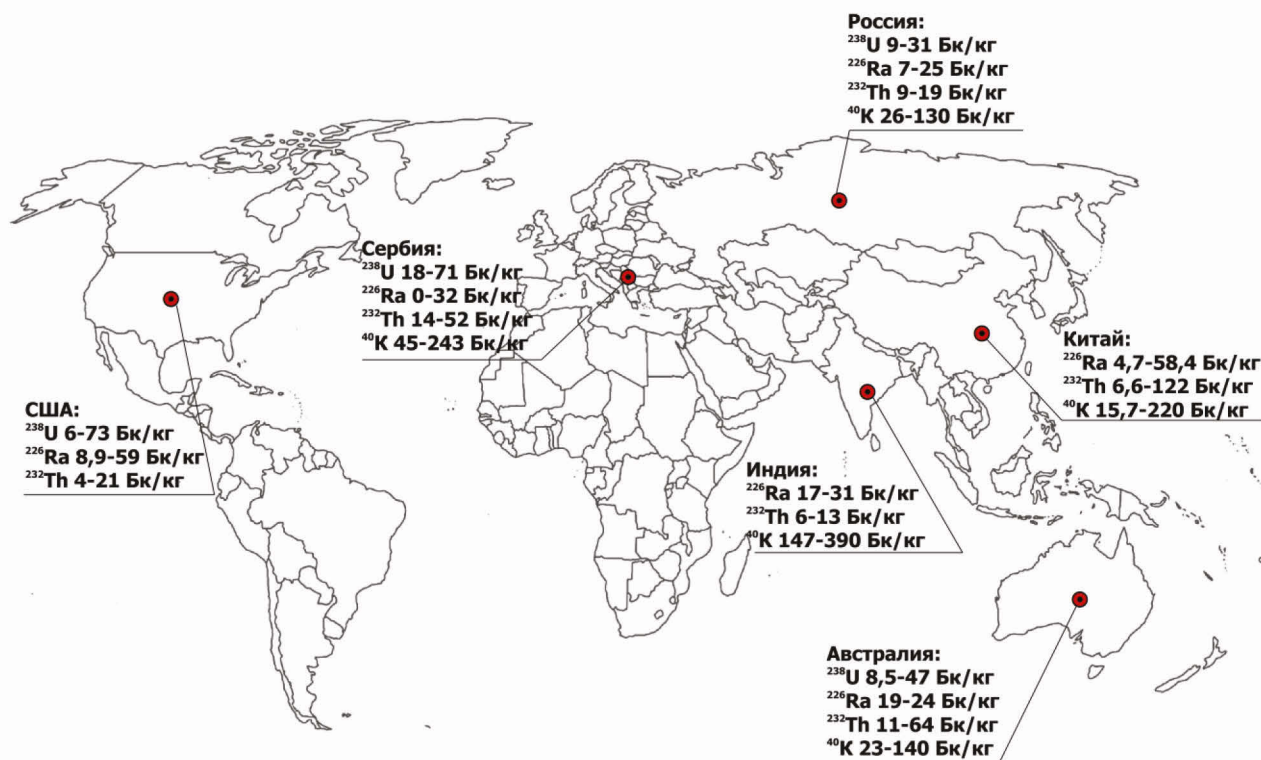 Россия:
²³⁸U 9-31 Бк/кг
²²⁶Ra 7-25 Бк/кг
²³²Th 9-19 Бк/кг
⁴⁰K 26-130 Бк/кг
Сербия:
²³⁸U 18-71 Бк/кг
²²⁶Ra 0-32 Бк/кг
²³²Th 14-52 Бк/кг
⁴⁰K 45-243 Бк/кг
Китай:
²²⁶Ra 4,7-58,4 Бк/кг
²³²Th 6,6-122 Бк/кг
⁴⁰K 15,7-220 Бк/кг
США:
²³⁸U 6-73 Бк/кг
²²⁶Ra 8,9-59 Бк/кг
²³²Th 4-21 Бк/кг
Индия:
²²⁶Ra 17-31 Бк/кг
²³²Th 6-13 Бк/кг
⁴⁰K 147-390 Бк/кг
Австралия:
²³⁸U 8,5-47 Бк/кг
²²⁶Ra 19-24 Бк/кг
²³²Th 11-64 Бк/кг
⁴⁰K 23-140 Бк/кг